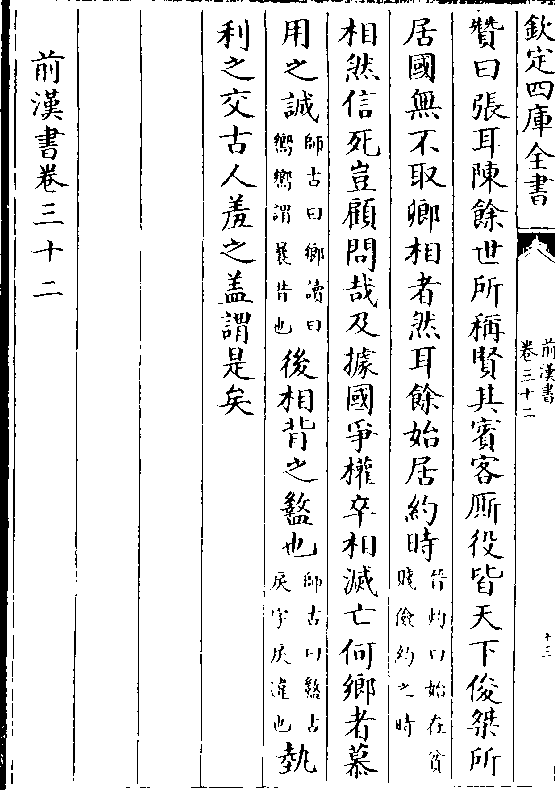 欽定四庫全書
前漢書
卷三十二
十三
贊曰張耳陳餘世所稱賢其賓客厮役皆天下俊桀所
居國無不取卿相者然耳餘始居約時
晉灼曰始在貧
賤儉約之時
相然信死豈顧問哉及據國爭權卒相滅亡何鄉者慕
用之誠
師古曰鄉讀曰
嚮嚮謂曩昔也
後相背之盭也
師古曰盭古
戾字戾違也
埶
利之交古人羞之盖謂是矣
前漢書卷三十二